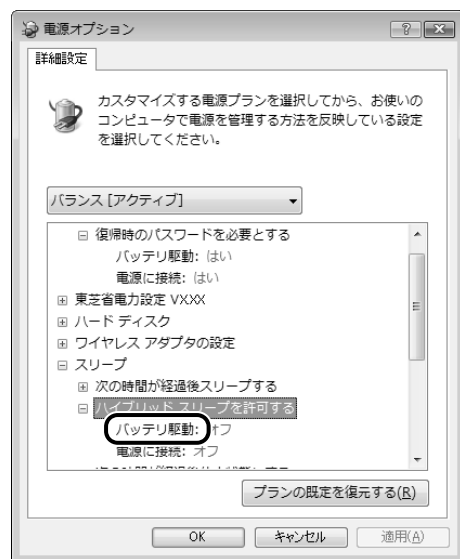 電源オプション
詳細設定
カスタマイズする電源プランを選択してから、お使いの
コンピュータで電源を管理する方法を反映している設定
を選択してください。
バランス [アクティブ]
復帰時のパスワードを必要とする
バッテリ駆動: はい
電源に接続: はい
東芝省電力設定 VX.XX
ハード ディスク
ワイヤレス アダプタの設定
スリープ
次の時間が経過後スリープする
ハイブリッド スリープを許可する
バッテリ駆動: オフ
電源に接続: オフ
プランの既定を復元する(R)
OK
キャンセル
適用(A)